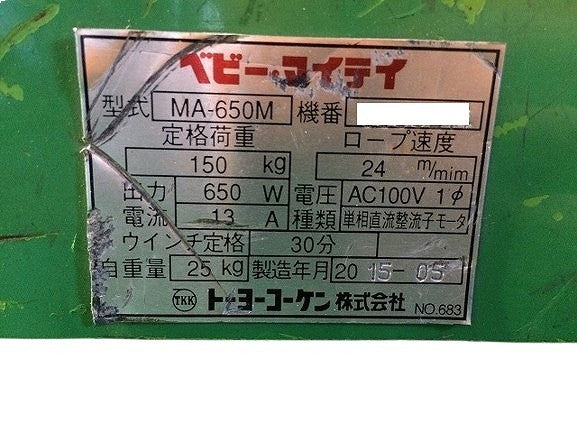 ベビーマイティ
型式 MA-650M 機番
定格荷重 ロープ速度
150 kg 24 m/mim
出力 650 W 電圧 AC100V 1φ
電流 13 A 種類 単相直流整流子モータ
ウインチ定格 30分
自重量 25kg 製造年月 2015-05
TKK トーヨーコーケン株式会社 NO.683